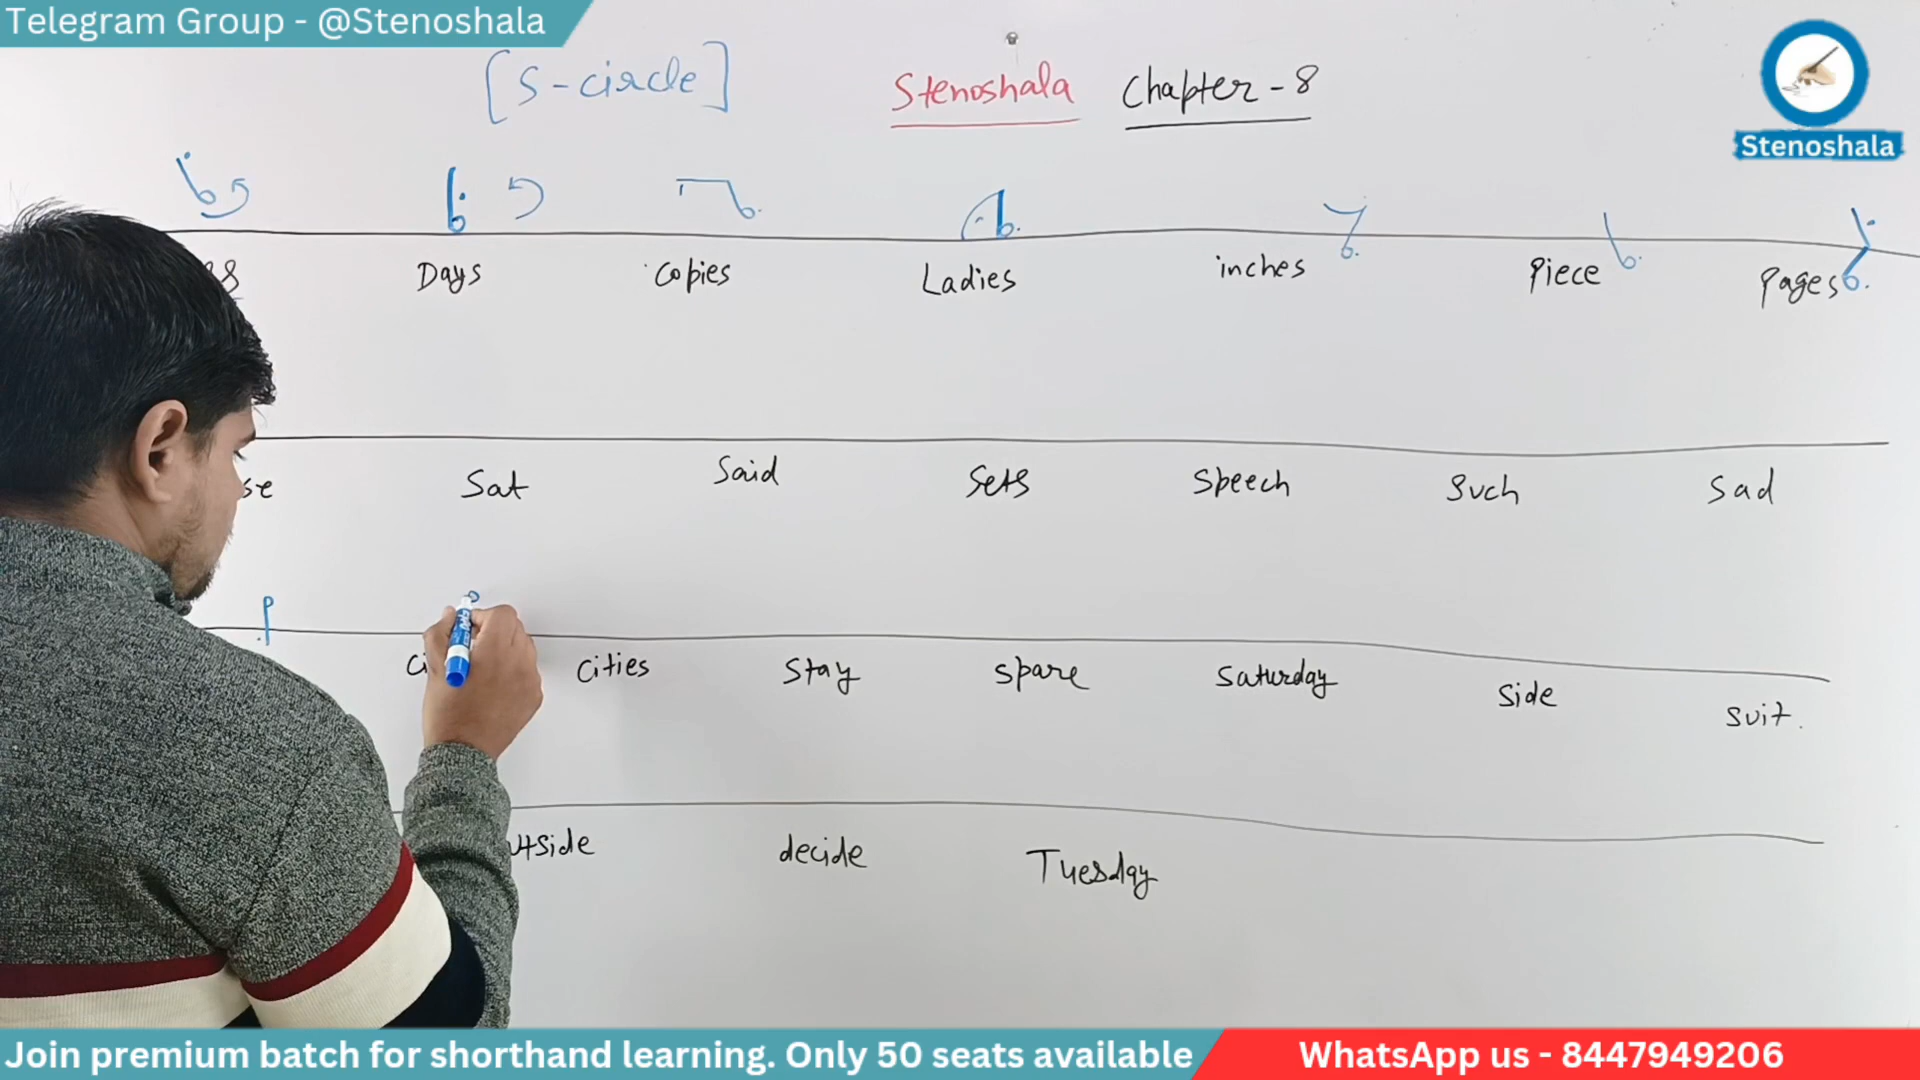 Telegram Group - @Stenoshala
[S-circle] Stenoshala Chapter - 8
Stenoshala
Days Copies Ladies inches Piece Pages
Sat Said Sets Speech Such Sad
Cities Stay Spare Saturday Side Suit.
decide Tuesday
Join premium batch for shorthand learning. Only 50 seats available
WhatsApp us - 8447949206